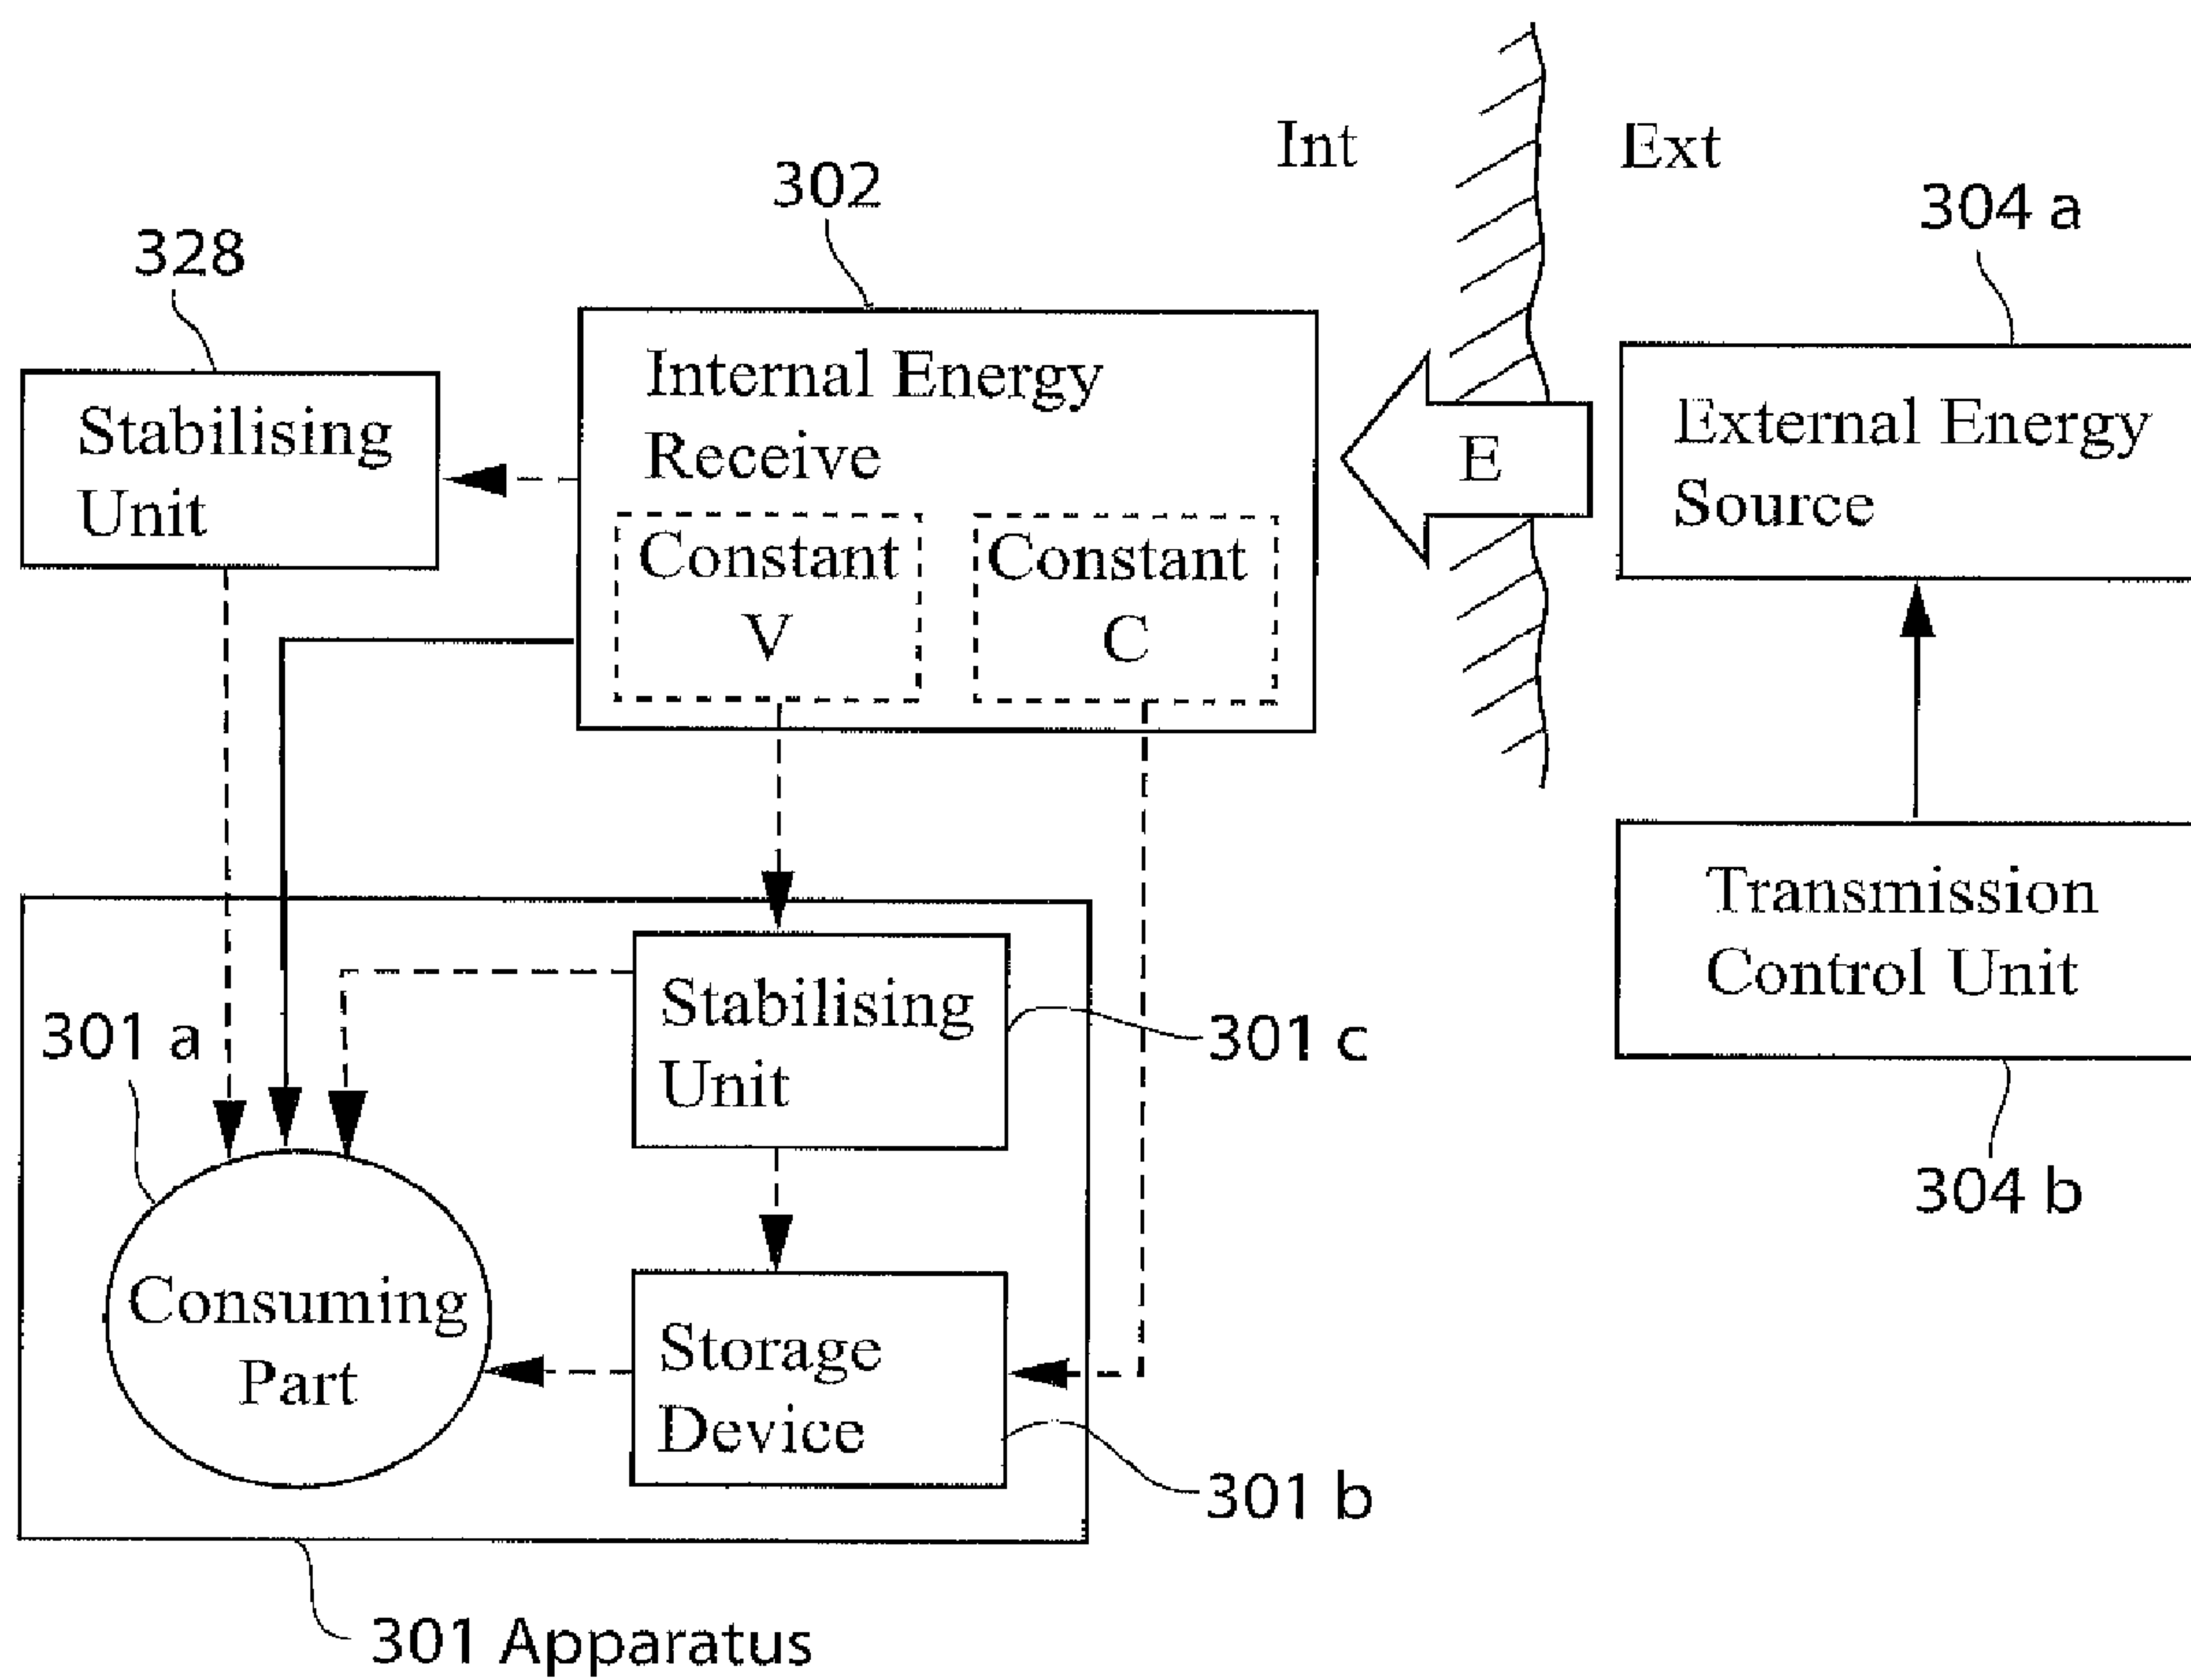 Int
Ext
302
304 a
328
Internal Energy
Receive
Stabilising
Unit
E
External Energy
Source
Constant
V
Constant
C
Transmission
Control Unit
Stabilising
Unit
301 a
301 c
304 b
Consuming
Part
Storage
Device
301 b
301 Apparatus